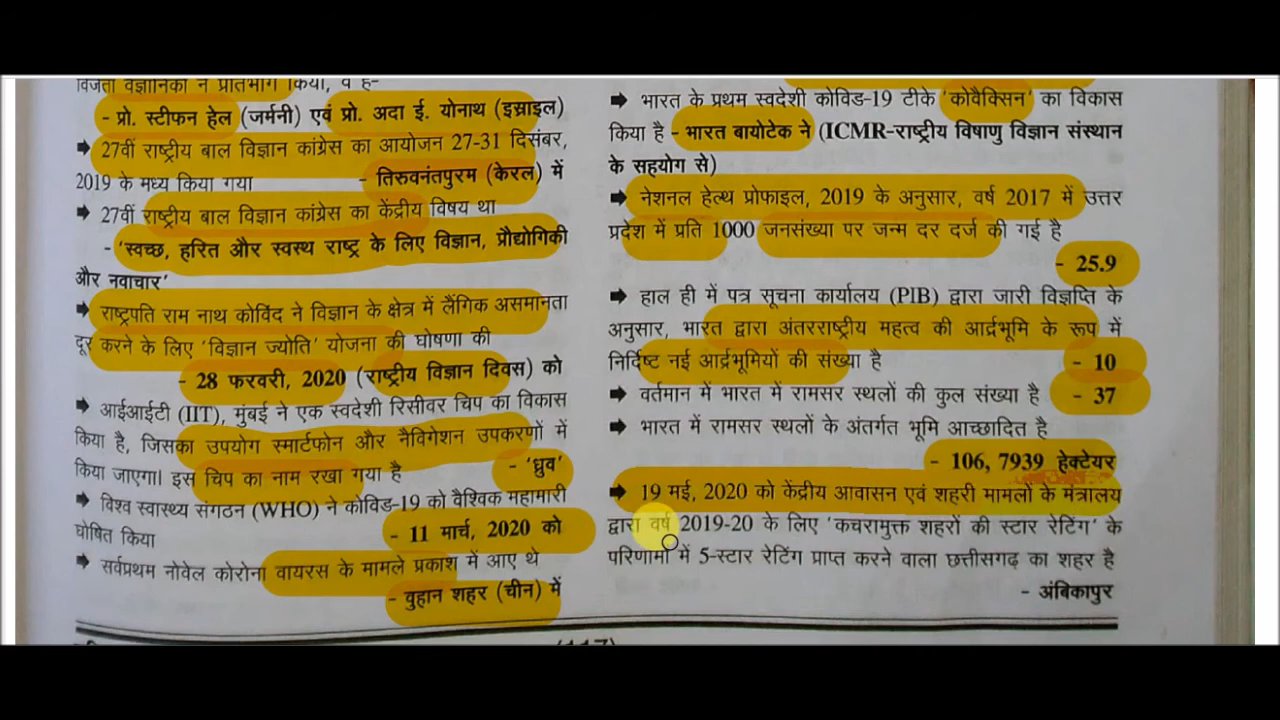 विजेता वैज्ञानिकों ने प्रतिभाग किया, वे हैं-
- प्रो. स्टीफन हेल (जर्मनी) एवं प्रो. अदा ई. योनाथ (इस्राइल)
➡ 27वीं राष्ट्रीय बाल विज्ञान कांग्रेस का आयोजन 27-31 दिसंबर,
2019 के मध्य किया गया - तिरुवनंतपुरम (केरल) में
➡ 27वीं राष्ट्रीय बाल विज्ञान कांग्रेस का केंद्रीय विषय था
- 'स्वच्छ, हरित और स्वस्थ राष्ट्र के लिए विज्ञान, प्रौद्योगिकी
और नवाचार'
➡ राष्ट्रपति राम नाथ कोविंद ने विज्ञान के क्षेत्र में लैंगिक असमानता
दूर करने के लिए 'विज्ञान ज्योति' योजना की घोषणा की
- 28 फरवरी, 2020 (राष्ट्रीय विज्ञान दिवस) को
➡ आईआईटी (IIT), मुंबई ने एक स्वदेशी रिसीवर चिप का विकास
किया है, जिसका उपयोग स्मार्टफोन और नैविगेशन उपकरणों में
किया जाएगा। इस चिप का नाम रखा गया है - 'ध्रुव'
➡ विश्व स्वास्थ्य संगठन (WHO) ने कोविड-19 को वैश्विक महामारी
घोषित किया - 11 मार्च, 2020 को
➡ सर्वप्रथम नोवेल कोरोना वायरस के मामले प्रकाश में आए थे
- वुहान शहर (चीन) में
➡ भारत के प्रथम स्वदेशी कोविड-19 टीके 'कोवैक्सिन' का विकास
किया है - भारत बायोटेक ने (ICMR-राष्ट्रीय विषाणु विज्ञान संस्थान
के सहयोग से)
➡ नेशनल हेल्थ प्रोफाइल, 2019 के अनुसार, वर्ष 2017 में उत्तर
प्रदेश में प्रति 1000 जनसंख्या पर जन्म दर दर्ज की गई है
- 25.9
➡ हाल ही में पत्र सूचना कार्यालय (PIB) द्वारा जारी विज्ञप्ति के
अनुसार, भारत द्वारा अंतरराष्ट्रीय महत्व की आर्द्रभूमि के रूप में
निर्दिष्ट नई आर्द्रभूमियों की संख्या है - 10
➡ वर्तमान में भारत में रामसर स्थलों की कुल संख्या है - 37
➡ भारत में रामसर स्थलों के अंतर्गत भूमि आच्छादित है
- 106, 7939 हेक्टेयर
➡ 19 मई, 2020 को केंद्रीय आवासन एवं शहरी मामलों के मंत्रालय
द्वारा वर्ष 2019-20 के लिए 'कचरामुक्त शहरों की स्टार रेटिंग' के
परिणामों में 5-स्टार रेटिंग प्राप्त करने वाला छत्तीसगढ़ का शहर है
- अंबिकापुर